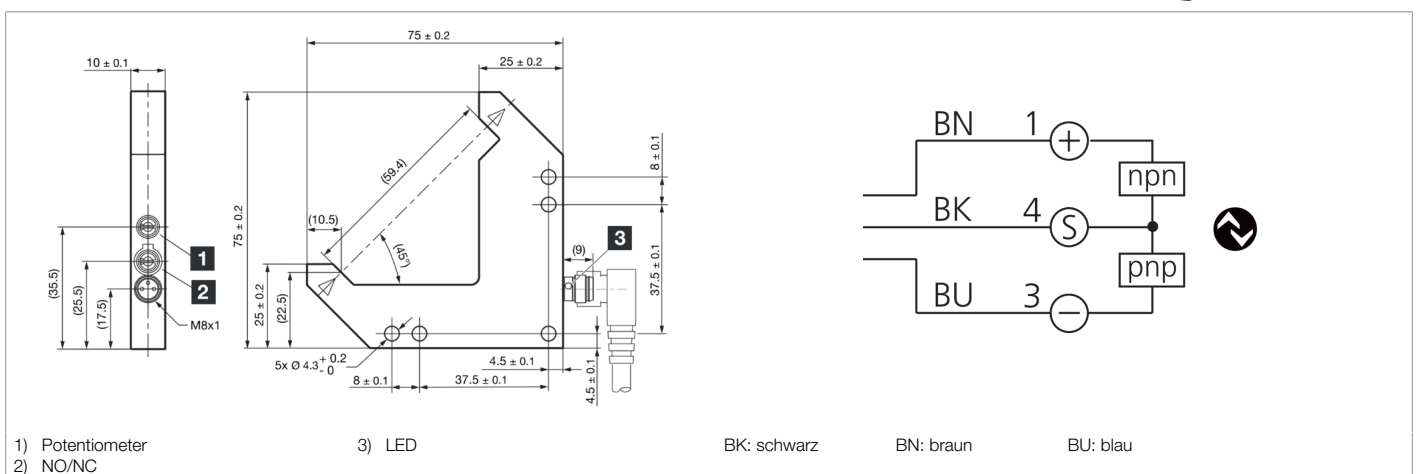 75 ± 0.2
10 ± 0.1
25 ± 0.2
8 ± 0.1
(59.4)
75 ± 0.2
(10.5)
(45°)
3
(9)
1
2
(35.5)
(25.5)
(17.5)
M8x1
25 ± 0.2
(22.5)
37.5 ± 0.1
5x Ø 4.3 + 0.2 - 0
4.5 ± 0.1
8 ± 0.1
37.5 ± 0.1
4.5 ± 0.1
BN 1 +
npn
BK 4 S
pnp
BU 3 −
1) Potentiometer 3) LED BK: schwarz BN: braun BU: blau
2) NO/NC